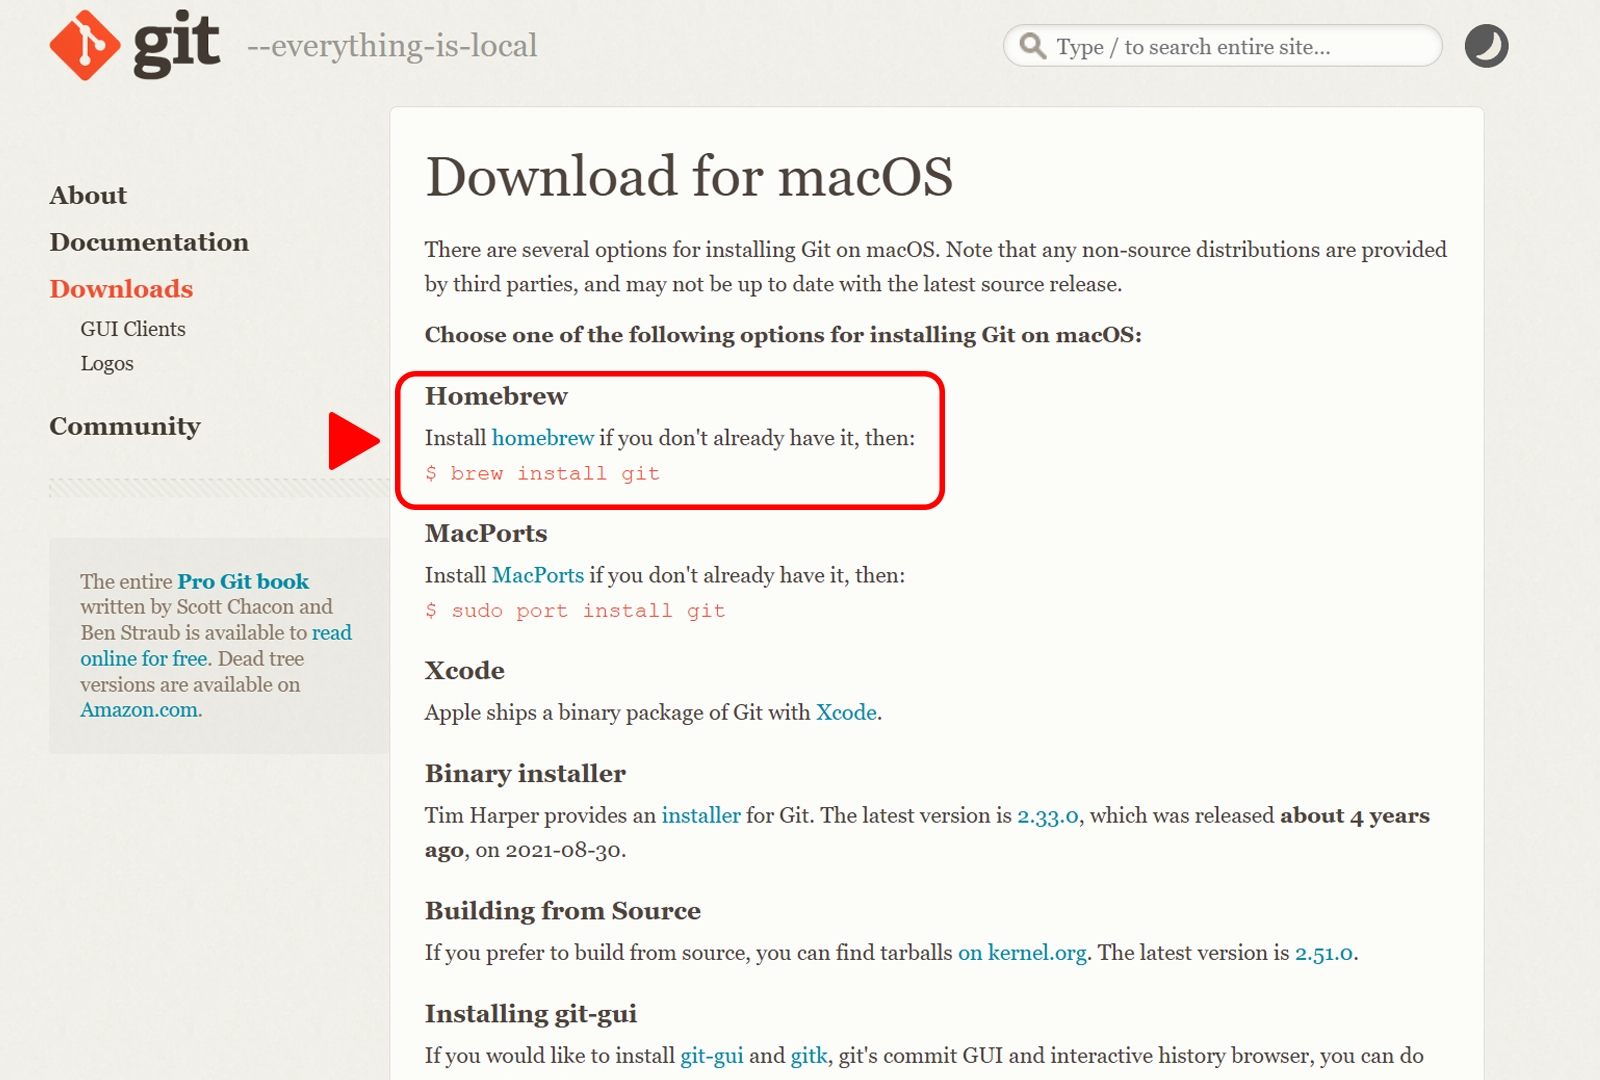 git --everything-is-local
Type / to search entire site...
About
Documentation
Downloads
GUI Clients
Logos
Community
The entire Pro Git book
written by Scott Chacon and
Ben Straub is available to read
online for free. Dead tree
versions are available on
Amazon.com.
Download for macOS
There are several options for installing Git on macOS. Note that any non-source distributions are provided
by third parties, and may not be up to date with the latest source release.
Choose one of the following options for installing Git on macOS:
Homebrew
Install homebrew if you don't already have it, then:
$ brew install git
MacPorts
Install MacPorts if you don't already have it, then:
$ sudo port install git
Xcode
Apple ships a binary package of Git with Xcode.
Binary installer
Tim Harper provides an installer for Git. The latest version is 2.33.0, which was released about 4 years
ago, on 2021-08-30.
Building from Source
If you prefer to build from source, you can find tarballs on kernel.org. The latest version is 2.51.0.
Installing git-gui
If you would like to install git-gui and gitk, git's commit GUI and interactive history browser, you can do